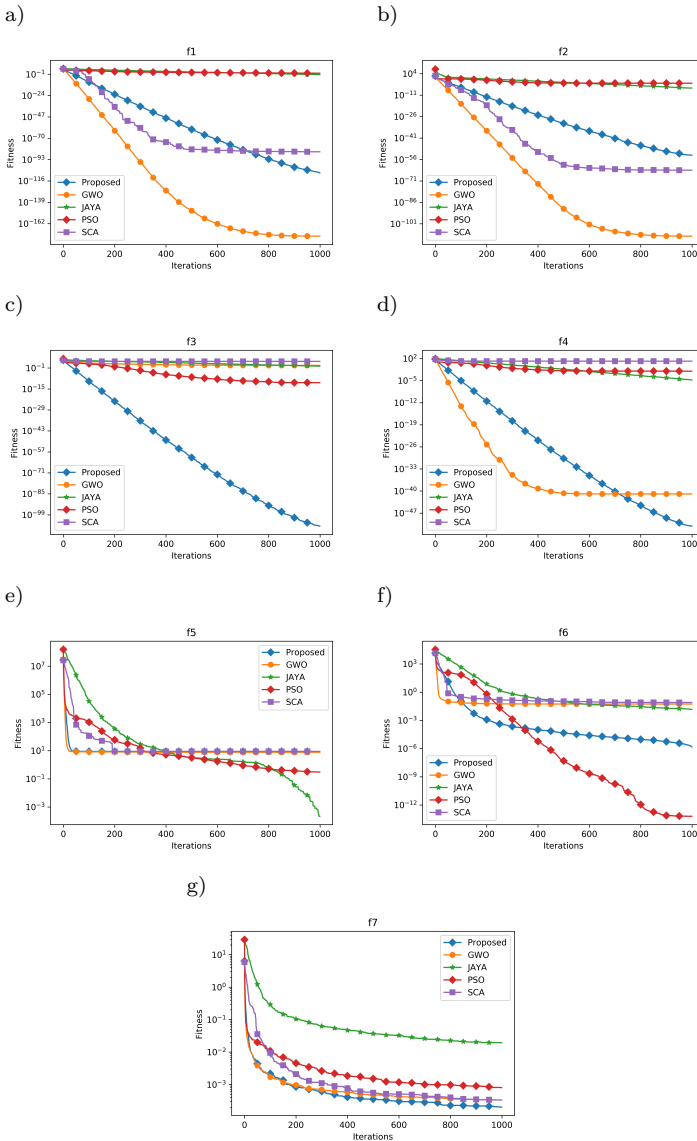 a)
f1
10^-1
10^-24
10^-47
10^-70
10^-93
10^-116
10^-139
10^-162
Fitness
Proposed
GWO
JAYA
PSO
SCA
0
200
400
600
800
1000
Iterations
b)
f2
10^4
10^-11
10^-26
10^-41
10^-56
10^-71
10^-86
10^-101
Fitness
Proposed
GWO
JAYA
PSO
SCA
0
200
400
600
800
1000
Iterations
c)
f3
10^-1
10^-15
10^-29
10^-43
10^-57
10^-71
10^-85
10^-99
Fitness
Proposed
GWO
JAYA
PSO
SCA
0
200
400
600
800
1000
Iterations
d)
f4
10^2
10^-5
10^-12
10^-19
10^-26
10^-33
10^-40
10^-47
Fitness
Proposed
GWO
JAYA
PSO
SCA
0
200
400
600
800
1000
Iterations
e)
f5
10^7
10^5
10^3
10^1
10^-1
10^-3
Fitness
Proposed
GWO
JAYA
PSO
SCA
0
200
400
600
800
1000
Iterations
f)
f6
10^3
10^0
10^-3
10^-6
10^-9
10^-12
Fitness
Proposed
GWO
JAYA
PSO
SCA
0
200
400
600
800
1000
Iterations
g)
f7
10^1
10^0
10^-1
10^-2
10^-3
Fitness
Proposed
GWO
JAYA
PSO
SCA
0
200
400
600
800
1000
Iterations